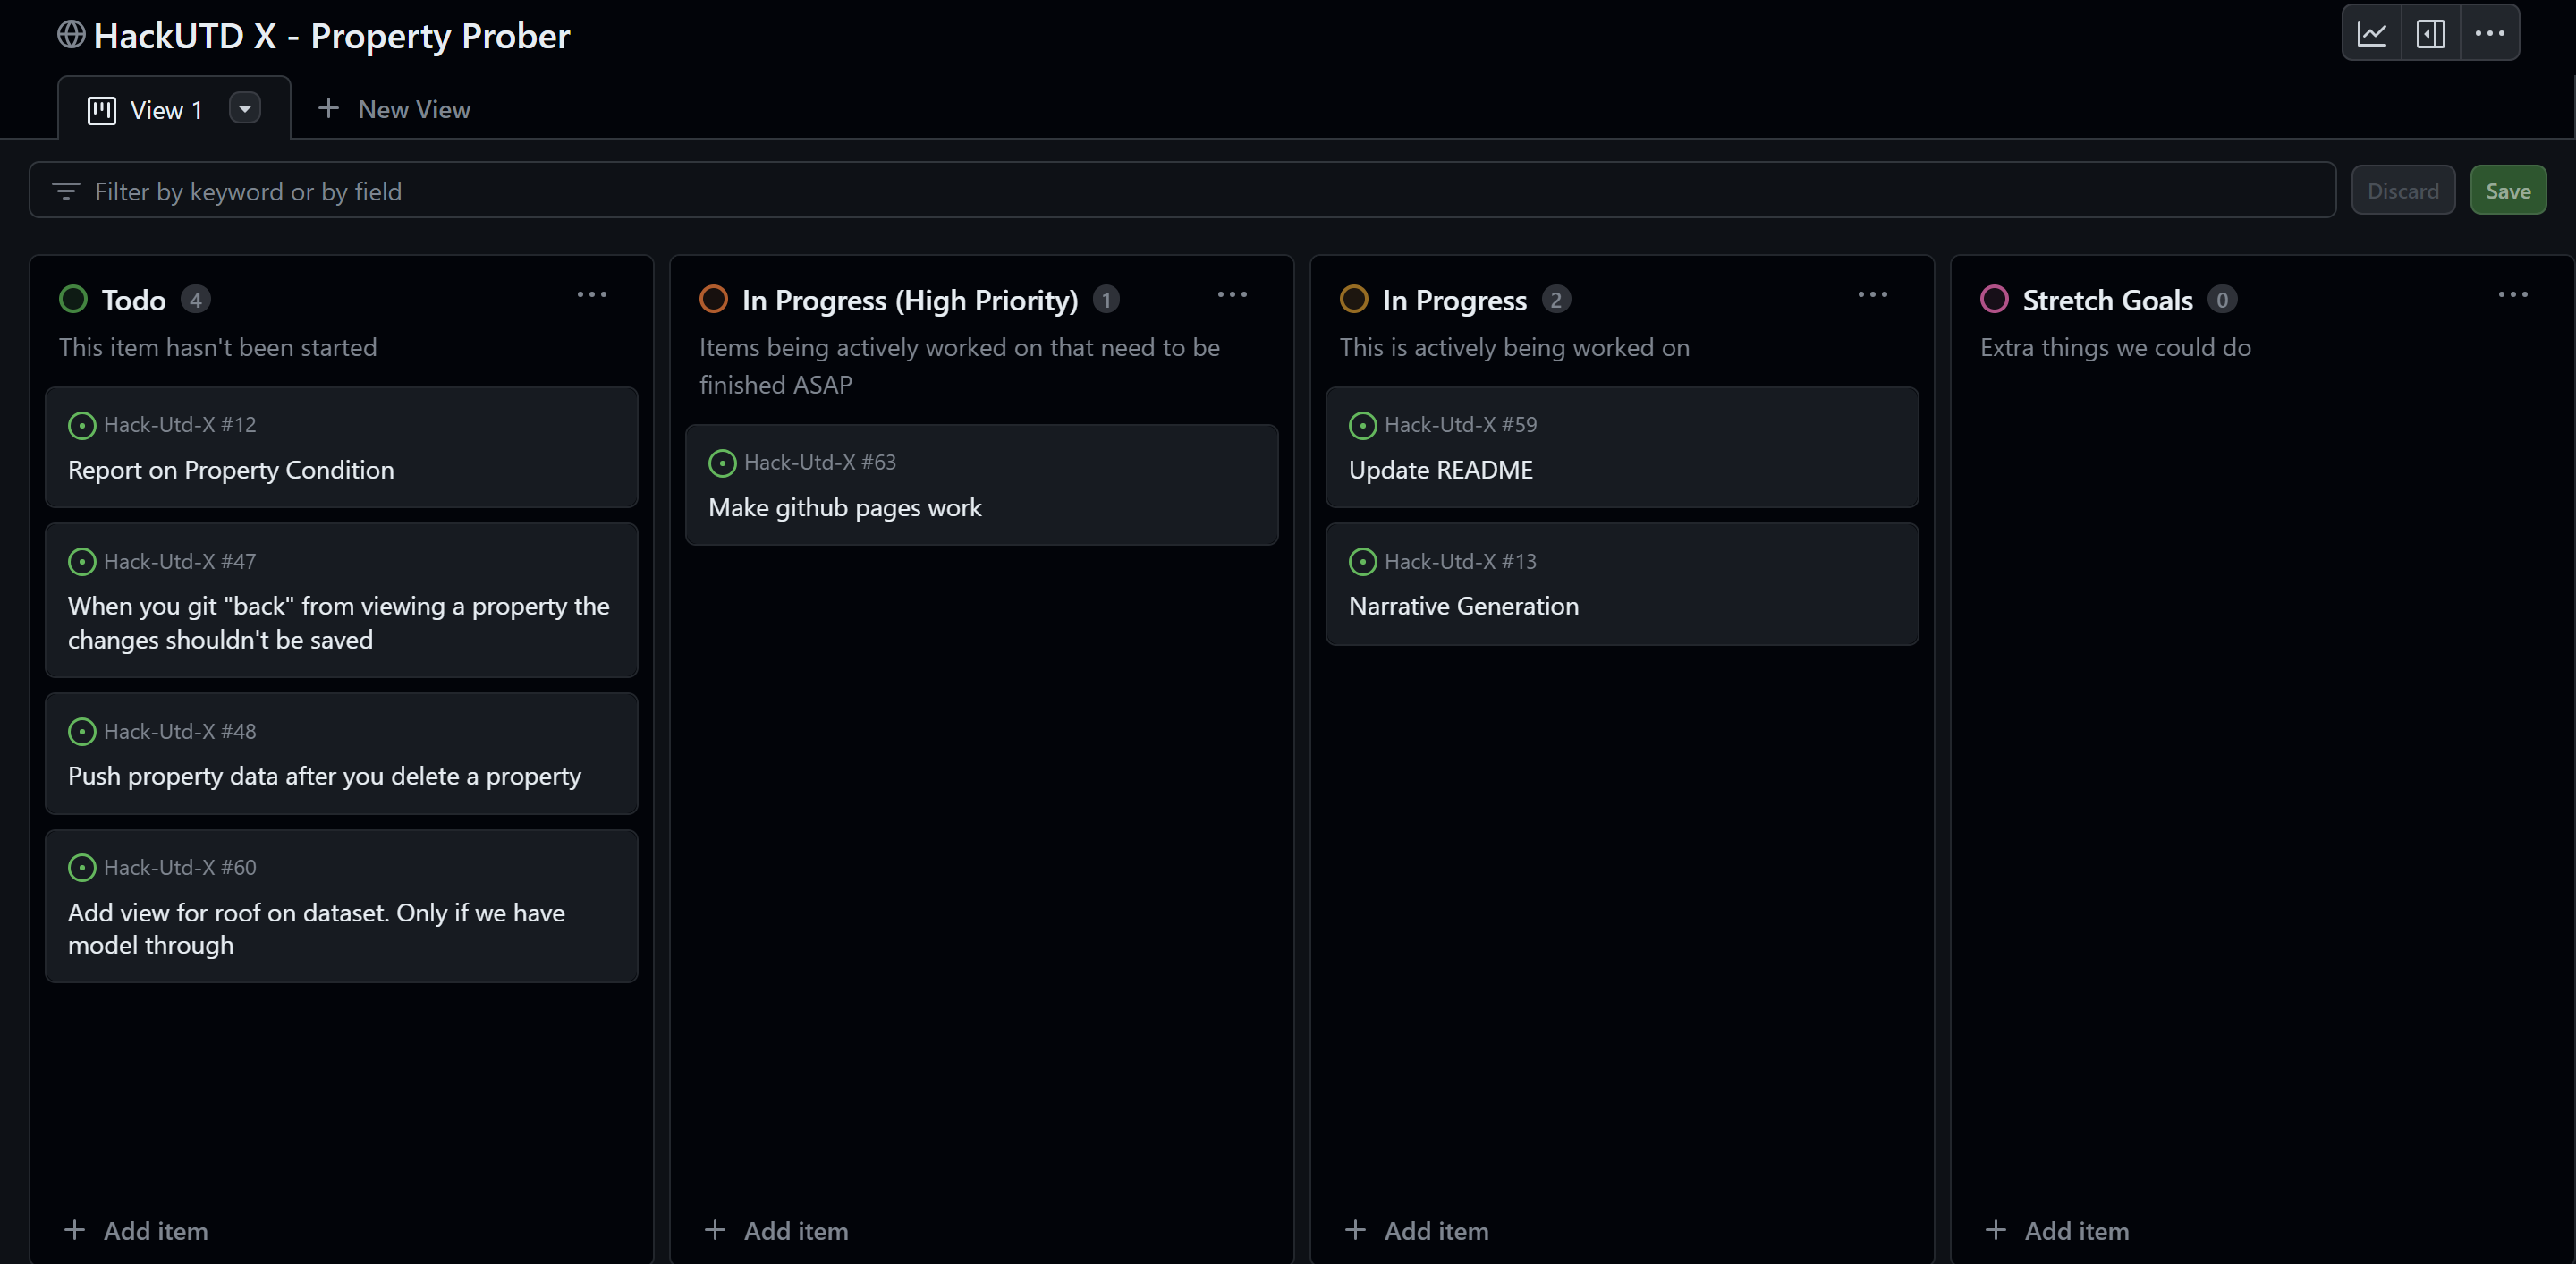 HackUTD X - Property Prober
View 1
New View
Filter by keyword or by field
Discard
Save
Todo 4
This item hasn't been started
Hack-Utd-X #12
Report on Property Condition
Hack-Utd-X #47
When you git "back" from viewing a property the
changes shouldn't be saved
Hack-Utd-X #48
Push property data after you delete a property
Hack-Utd-X #60
Add view for roof on dataset. Only if we have
model through
Add item
In Progress (High Priority) 1
Items being actively worked on that need to be
finished ASAP
Hack-Utd-X #63
Make github pages work
Add item
In Progress 2
This is actively being worked on
Hack-Utd-X #59
Update README
Hack-Utd-X #13
Narrative Generation
Add item
Stretch Goals 0
Extra things we could do
Add item